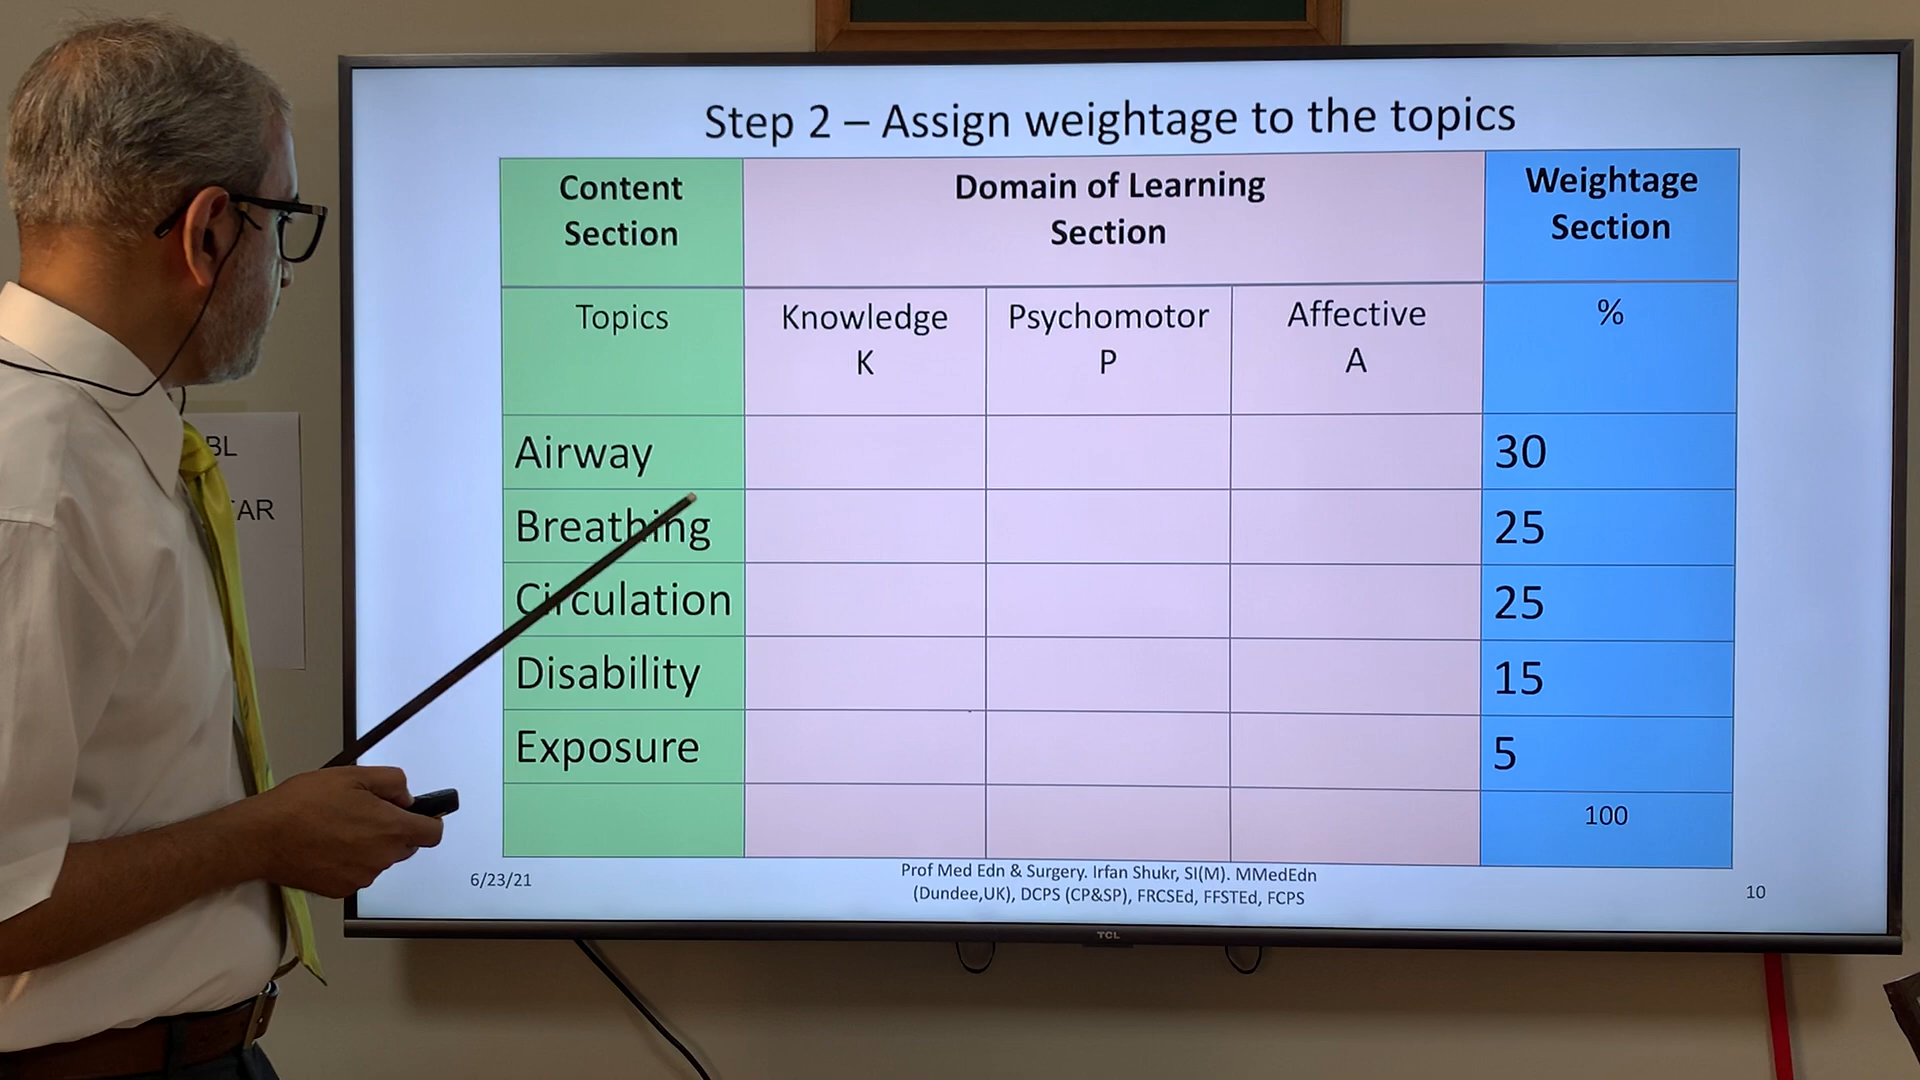 Step 2 – Assign weightage to the topics
Content
Section
Domain of Learning
Section
Weightage
Section
Topics
Knowledge
K
Psychomotor
P
Affective
A
%
Airway
30
Breathing
25
Circulation
25
Disability
15
Exposure
5
100
6/23/21
Prof Med Edn & Surgery. Irfan Shukr, SI(M). MMedEdn
(Dundee,UK), DCPS (CP&SP), FRCSEd, FFSTEd, FCPS
10
TCL
BL
AR